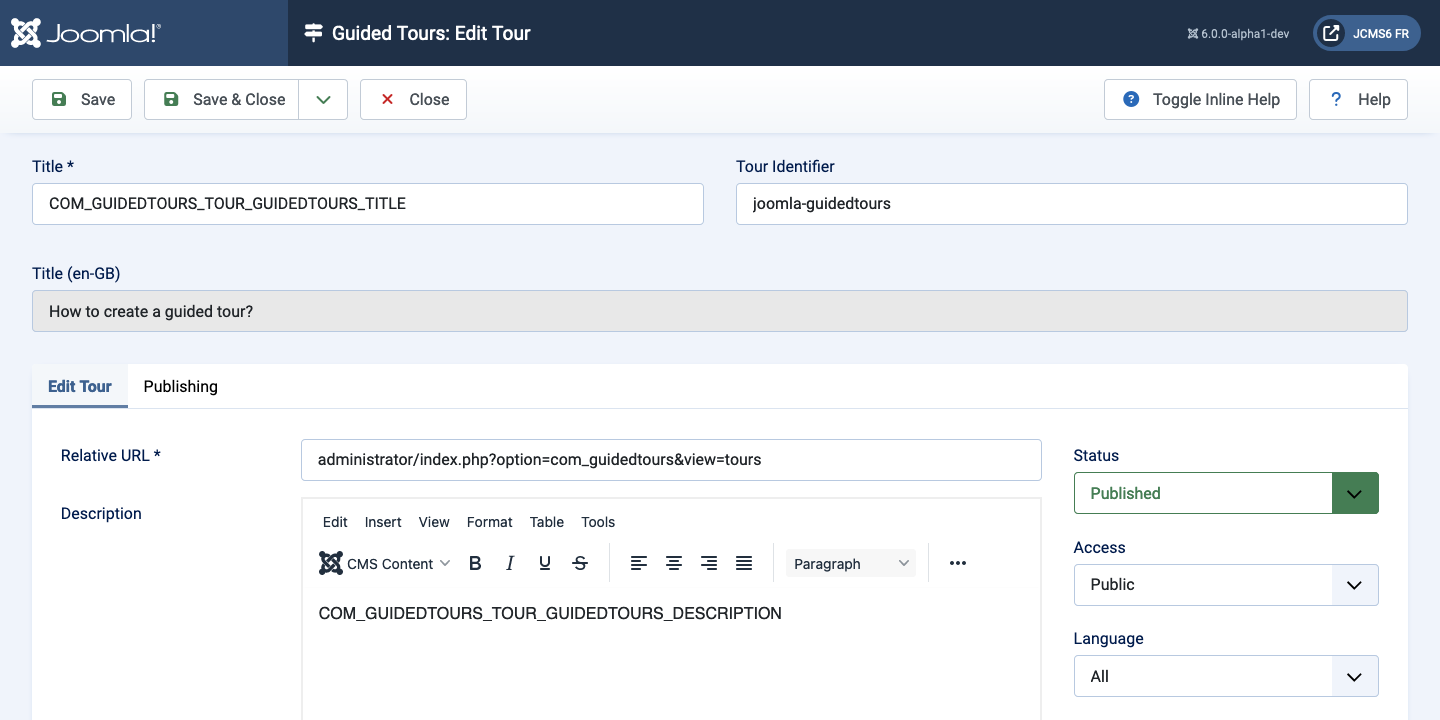 Joomla!®
Guided Tours: Edit Tour
6.0.0-alpha1-dev
JCMS6 FR
Save
Save & Close
Close
Toggle Inline Help
? Help
Title *
Tour Identifier
COM_GUIDEDTOURS_TOUR_GUIDEDTOURS_TITLE
joomla-guidedtours
Title (en-GB)
How to create a guided tour?
Edit Tour
Publishing
Relative URL *
administrator/index.php?option=com_guidedtours&view=tours
Status
Published
Description
Edit Insert View Format Table Tools
CMS Content B I U S Paragraph
COM_GUIDEDTOURS_TOUR_GUIDEDTOURS_DESCRIPTION
Access
Public
Language
All